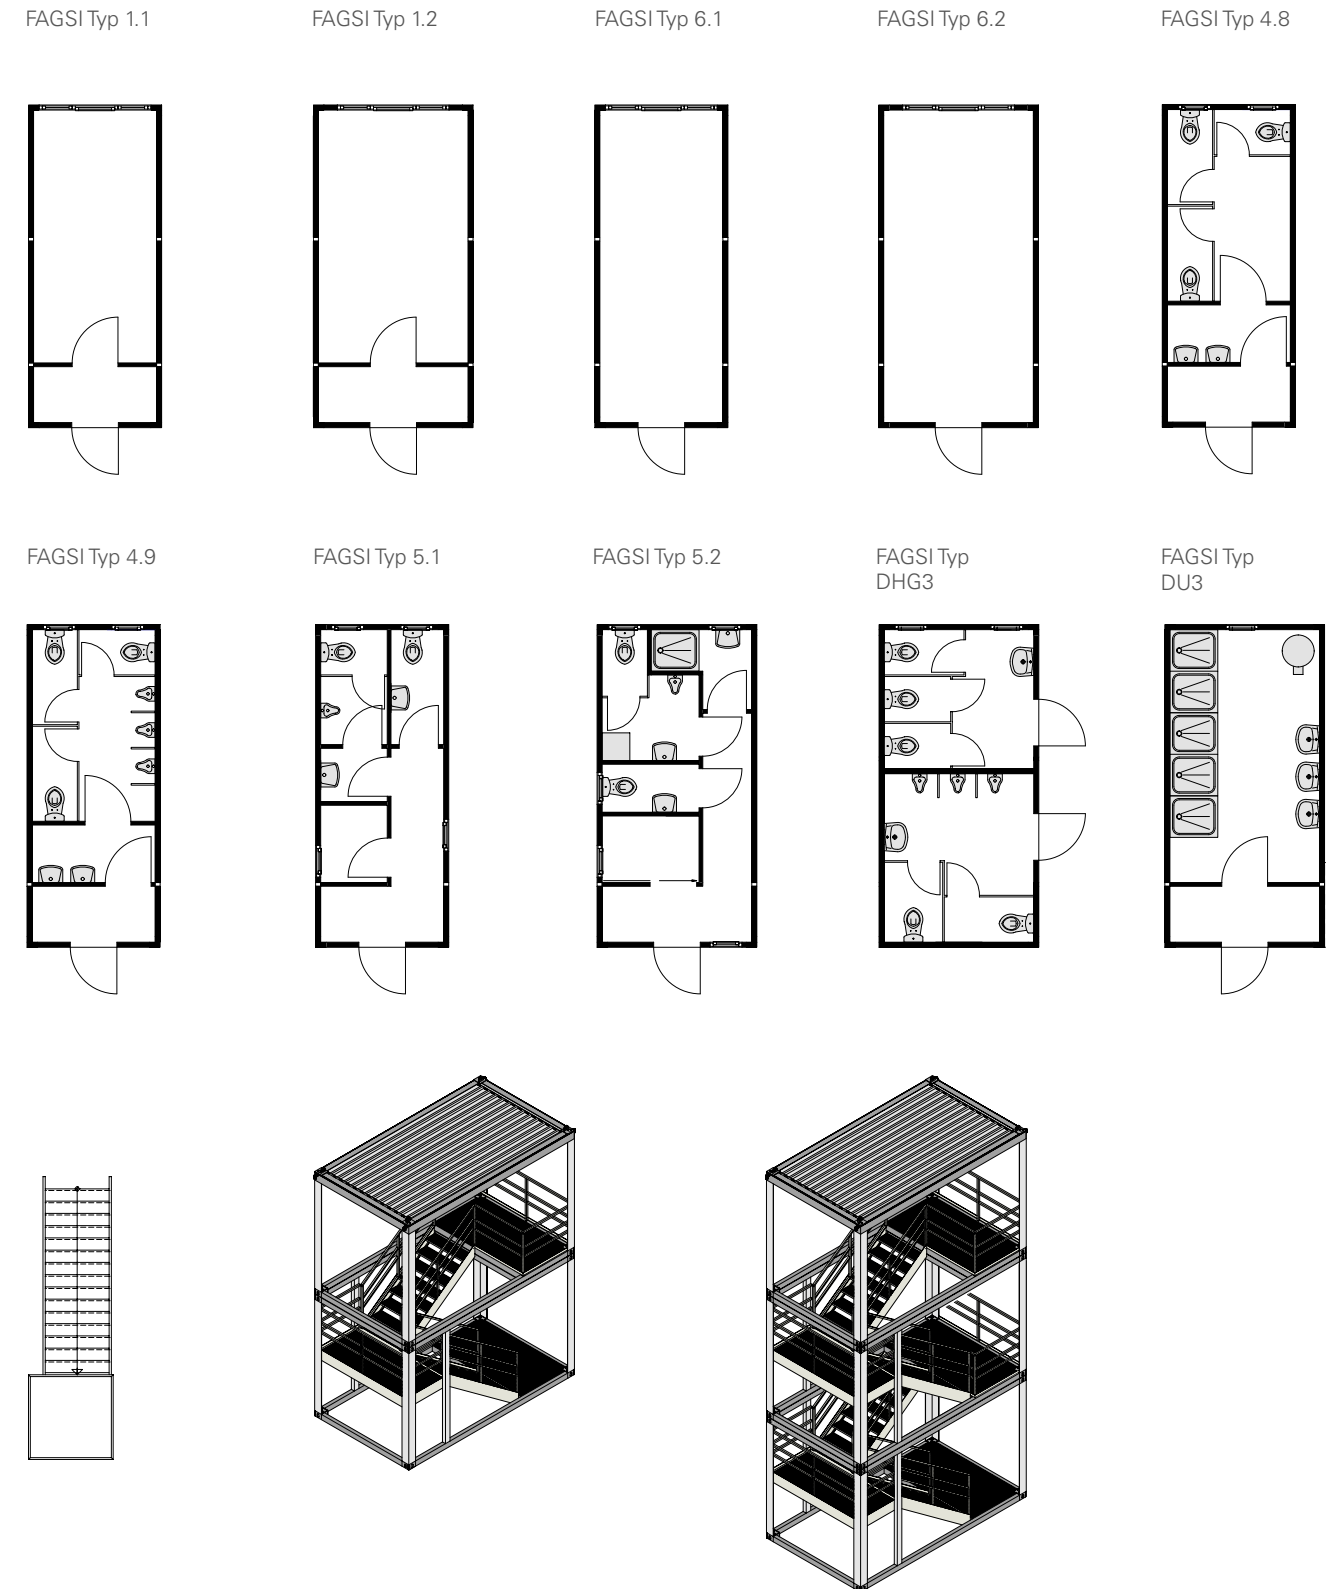 FAGSI Typ 1.1
FAGSI Typ 1.2
FAGSI Typ 6.1
FAGSI Typ 6.2
FAGSI Typ 4.8
FAGSI Typ 4.9
FAGSI Typ 5.1
FAGSI Typ 5.2
FAGSI Typ
DHG3
FAGSI Typ
DU3